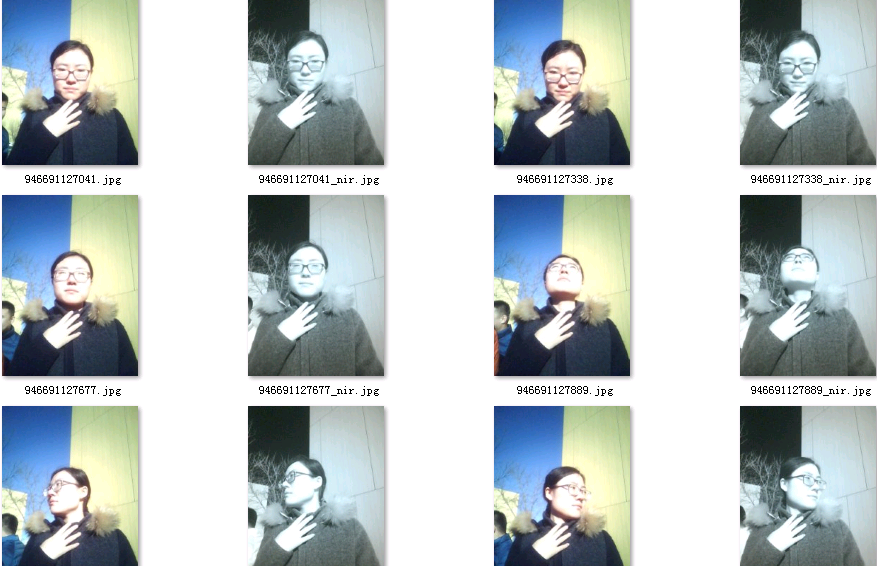 946691127041.jpg
946691127041_nir.jpg
946691127338.jpg
946691127338_nir.jpg
946691127677.jpg
946691127677_nir.jpg
946691127889.jpg
946691127889_nir.jpg